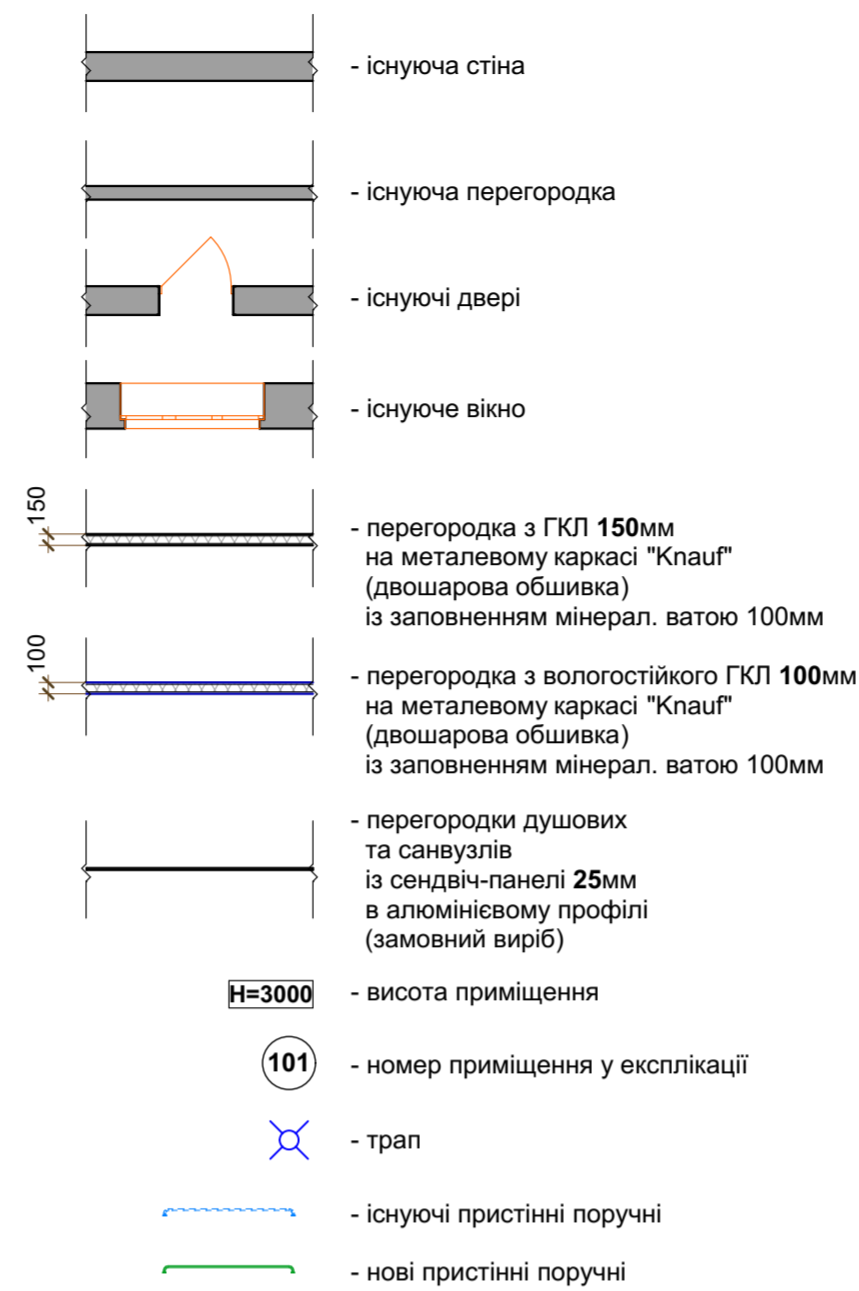 - існуюча стіна
- існуюча перегородка
- існуючі двері
- існуюче вікно
150
- перегородка з ГКЛ 150мм
на металевому каркасі "Knauf"
(двошарова обшивка)
із заповненням мінерал. ватою 100мм
100
- перегородка з вологостійкого ГКЛ 100мм
на металевому каркасі "Knauf"
(двошарова обшивка)
із заповненням мінерал. ватою 100мм
- перегородки душових
та санвузлів
із сендвіч-панелі 25мм
в алюмінієвому профілі
(замовний виріб)
H=3000 - висота приміщення
101 - номер приміщення у експлікації
- трап
- існуючі пристінні поручні
- нові пристінні поручні